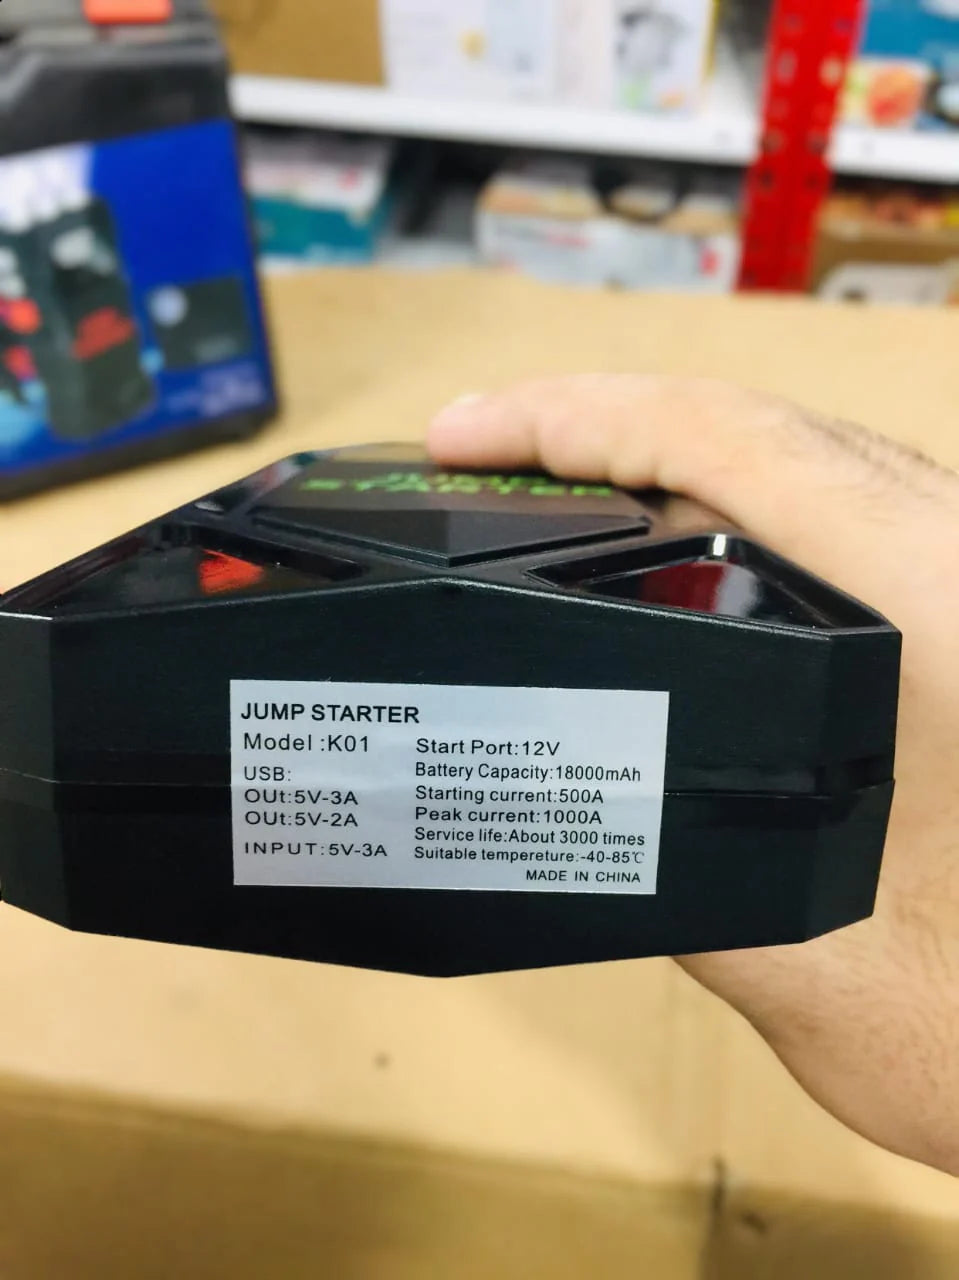 JUMP
STARTER
JUMP STARTER
Model :K01
USB:
OUt:5V-3A
OUt:5V-2A
INPUT:5V-3A
Start Port:12V
Battery Capacity:18000mAh
Starting current:500A
Peak current:1000A
Service life:About 3000 times
Suitable tempereture:-40-85℃
MADE IN CHINA